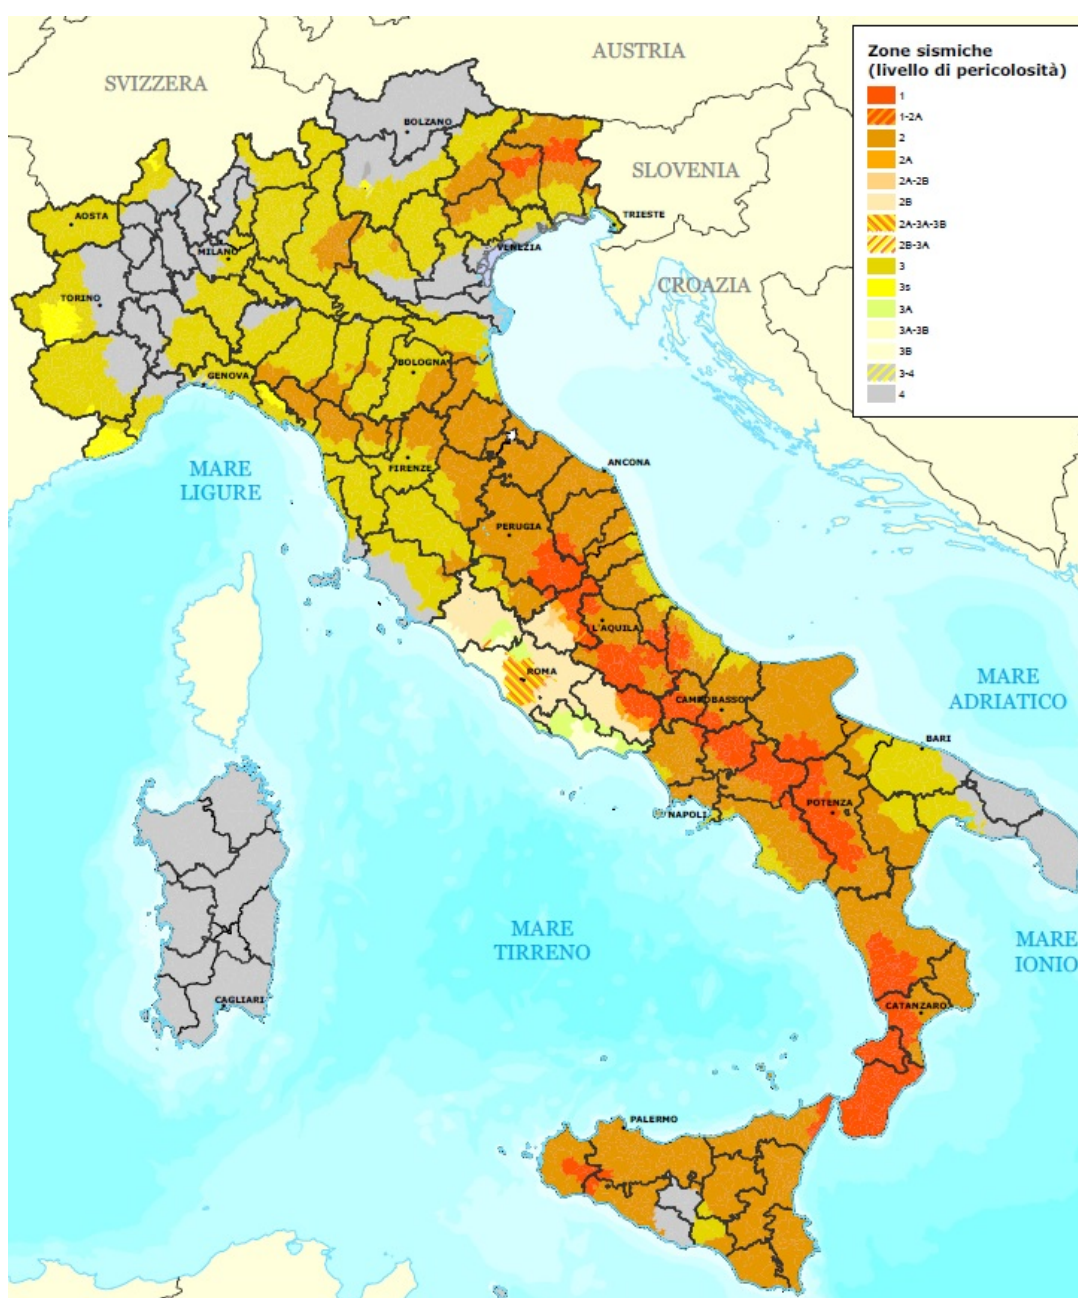 AUSTRIA
SVIZZERA
BOLZANO
SLOVENIA
AOSTA
TRIESTE
MILANO
VENEZIA
CROAZIA
TORINO
BOLOGNA
GENOVA
MARE
LIGURE
FIRENZE
ANCONA
PERUGIA
L'AQUILA
ROMA
MARE
ADRIATICO
CAMPOBASSO
BARI
NAPOLI
POTENZA
MARE
TIRRENO
MARE
IONIO
CAGLIARI
CATANZARO
PALERMO
Zone sismiche
(livello di pericolosità)
1
1-2A
2
2A
2A-2B
2B
2A-3A-3B
2B-3A
3
3s
3A
3A-3B
3B
3-4
4